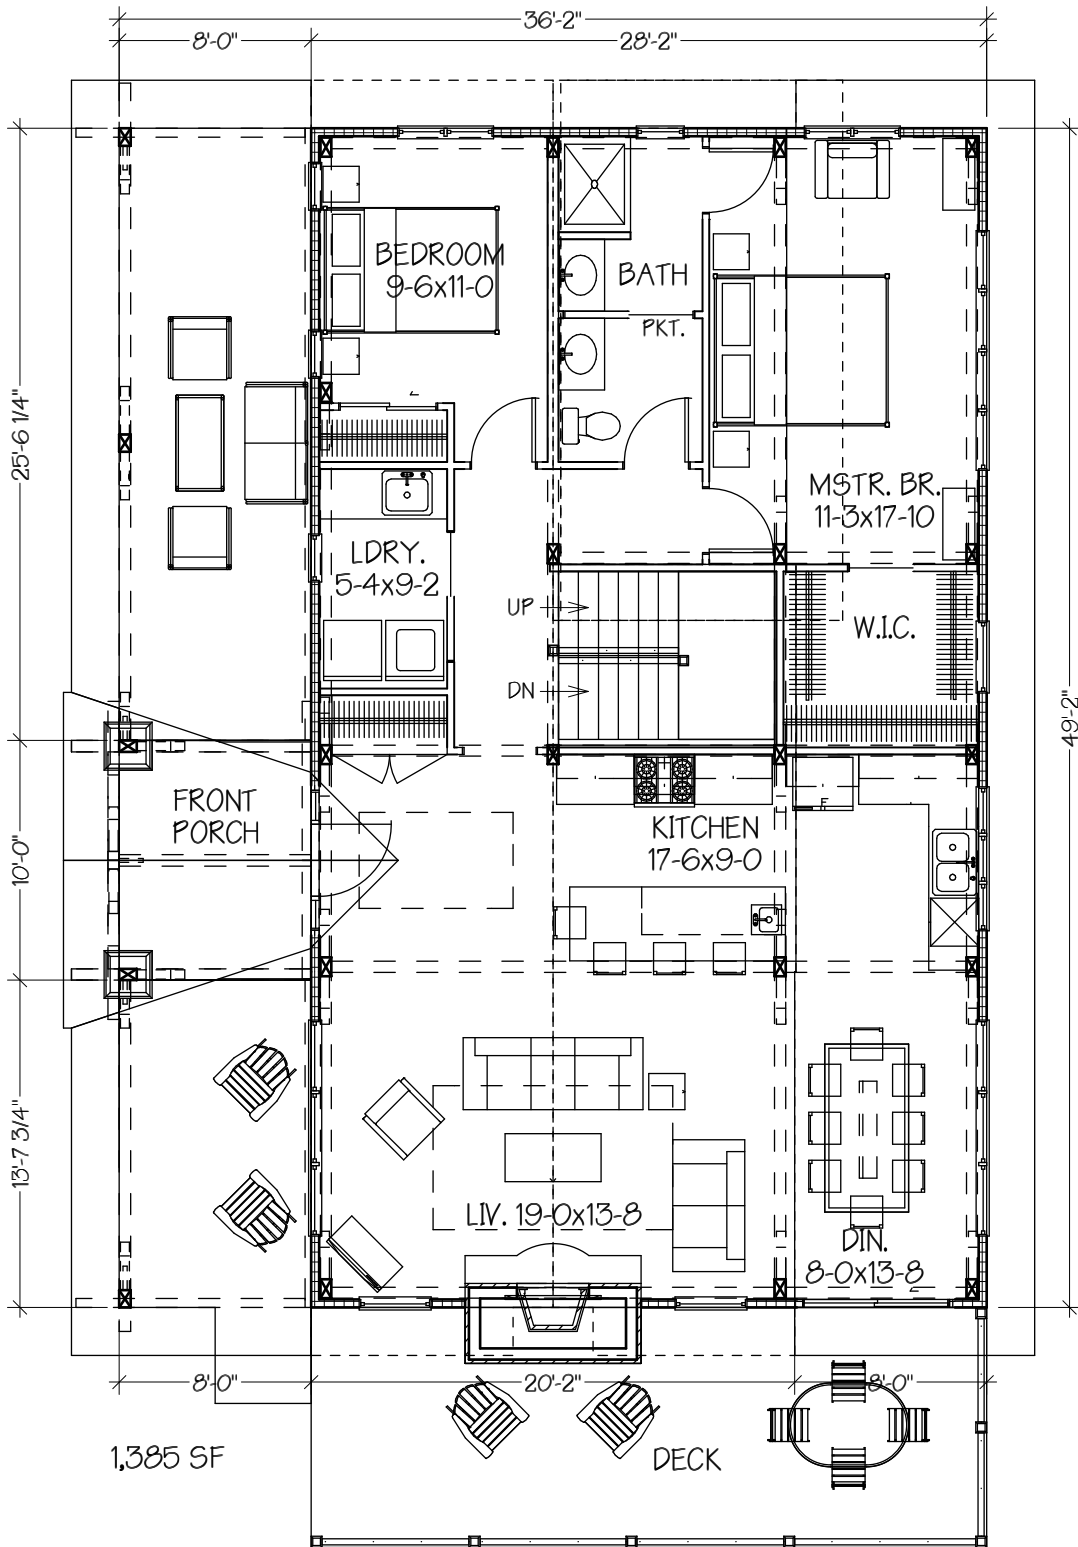 36'-2"
8'-0"
28'-2"
BEDROOM
9-6x11-0
BATH
PKT.
25'-6 1/4"
MSTR. BR.
11-3x17-10
LDRY.
5-4x9-2
UP
W.I.C.
DN
49'-2"
FRONT
PORCH
F
KITCHEN
17-6x9-0
10'-0"
13'-7 3/4"
LIV. 19-0x13-8
DIN.
8-0x13-8
8'-0"
20'-2"
8'-0"
1,385 SF
DECK